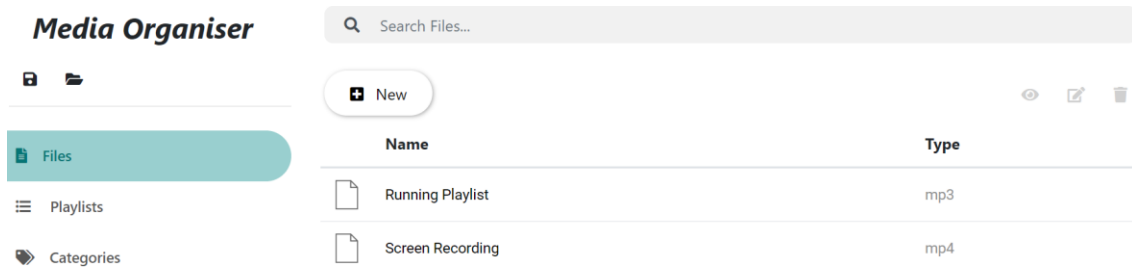 Media Organiser
Search Files...
New
Name Type
Files
Running Playlist mp3
Playlists
Screen Recording mp4
Categories